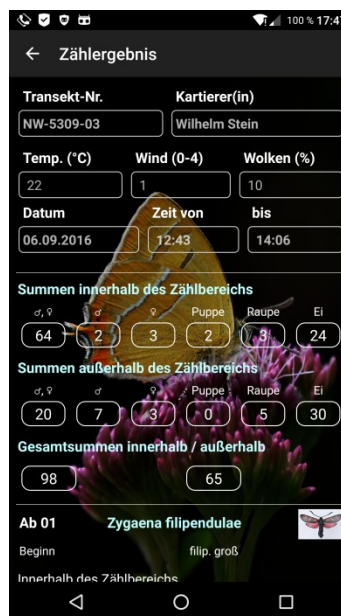 100 % 17:47
Zählergebnis
Transekt-Nr. Kartierer(in)
NW-5309-03 Wilhelm Stein
Temp. (°C) Wind (0-4) Wolken (%)
22 1 10
Datum Zeit von bis
06.09.2016 12:43 14:06
Summen innerhalb des Zählbereichs
♂, ♀ ♂ ♀ Puppe Raupe Ei
64 2 3 2 3 24
Summen außerhalb des Zählbereichs
♂, ♀ ♂ ♀ Puppe Raupe Ei
20 7 3 0 5 30
Gesamtsummen innerhalb / außerhalb
98 65
Ab 01 Zygaena filipendulae
Beginn filip. groß
Innerhalb des Zählbereichs